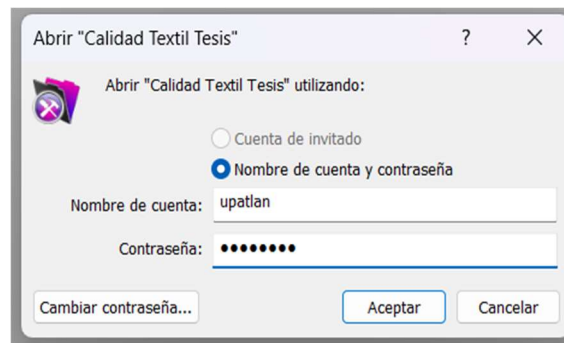 Abrir "Calidad Textil Tesis"
?
Abrir "Calidad Textil Tesis" utilizando:
Cuenta de invitado
Nombre de cuenta y contraseña
Nombre de cuenta: upatlan
Contraseña: ••••••••
Cambiar contraseña... Aceptar Cancelar